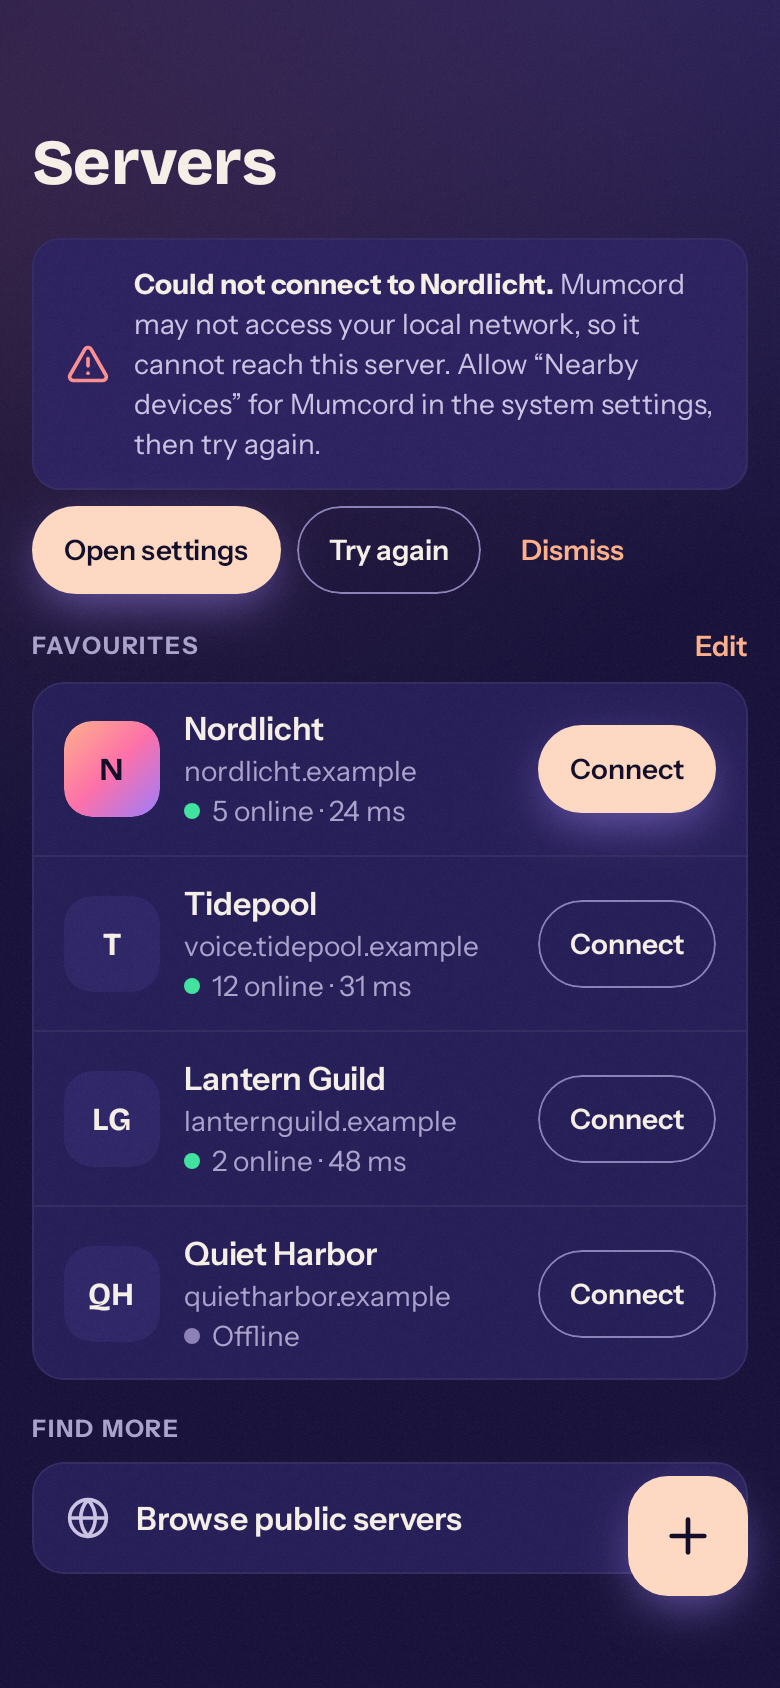 Servers
Could not connect to Nordlicht. Mumcord
may not access your local network, so it
cannot reach this server. Allow “Nearby
devices” for Mumcord in the system settings,
then try again.
Open settings
Try again
Dismiss
FAVOURITES
Edit
N
Nordlicht
nordlicht.example
5 online · 24 ms
Connect
T
Tidepool
voice.tidepool.example
12 online · 31 ms
Connect
LG
Lantern Guild
lanternguild.example
2 online · 48 ms
Connect
QH
Quiet Harbor
quietharbor.example
Offline
Connect
FIND MORE
Browse public servers